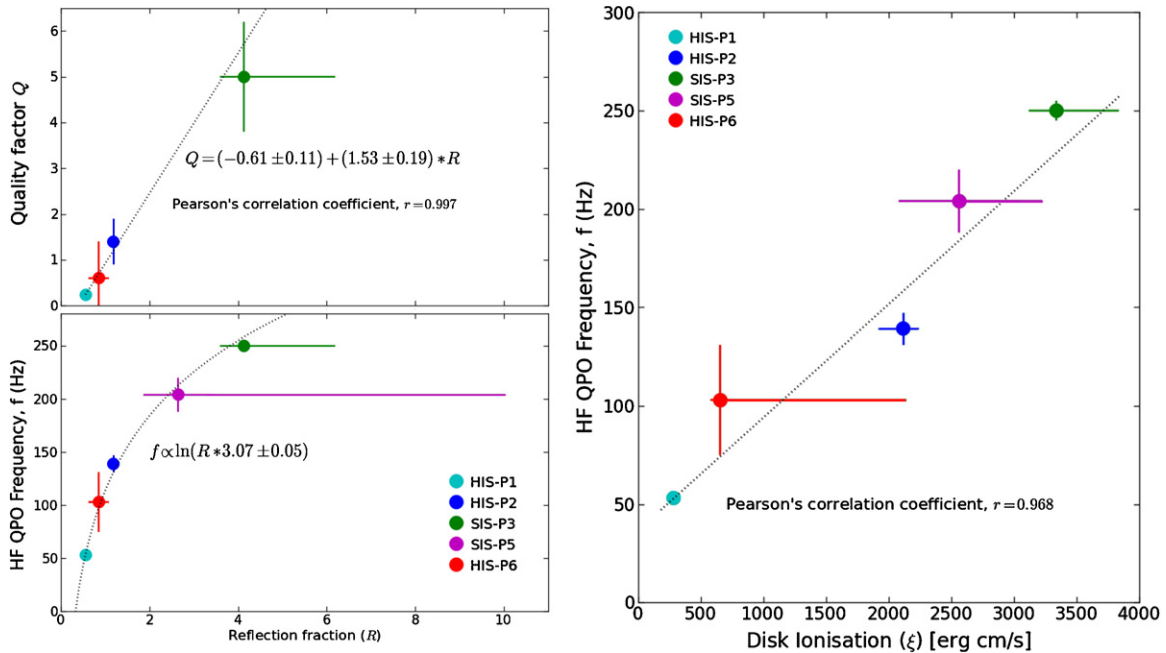 6
5
4
3
2
1
0
Quality factor Q
Q=(−0.61±0.11)+(1.53±0.19)∗R
Pearson's correlation coefficient, r=0.997
250
200
150
100
50
0
HF QPO Frequency, f (Hz)
f∝ln(R∗3.07±0.05)
HIS-P1
HIS-P2
SIS-P3
SIS-P5
HIS-P6
0 2 4 6 8 10
Reflection fraction (R)
300
250
200
150
100
50
0
HF QPO Frequency, f (Hz)
HIS-P1
HIS-P2
SIS-P3
SIS-P5
HIS-P6
Pearson's correlation coefficient, r=0.968
0 500 1000 1500 2000 2500 3000 3500 4000
Disk Ionisation (ξ) [erg cm/s]